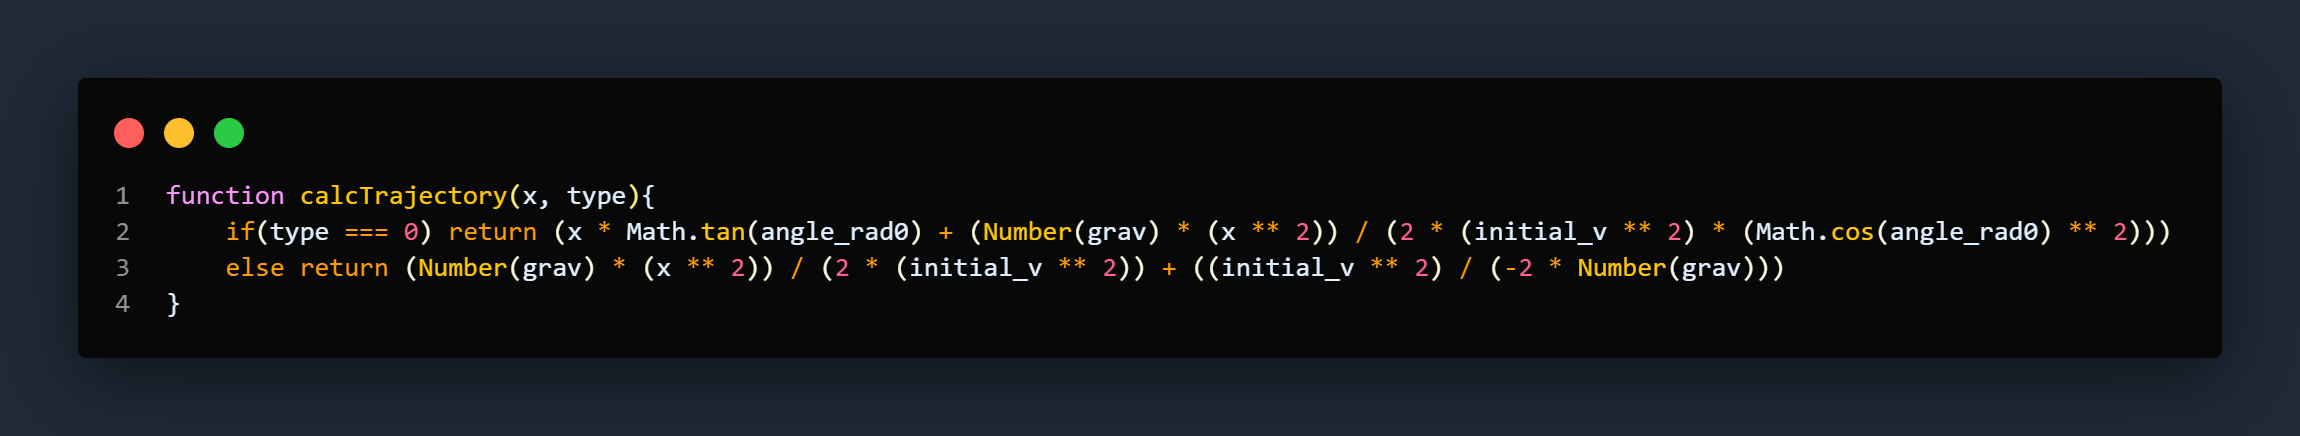 1 function calcTrajectory(x, type){
2     if(type === 0) return (x * Math.tan(angle_rad0) + (Number(grav) * (x ** 2)) / (2 * (initial_v ** 2) * (Math.cos(angle_rad0) ** 2)))
3     else return (Number(grav) * (x ** 2)) / (2 * (initial_v ** 2)) + ((initial_v ** 2) / (-2 * Number(grav)))
4 }